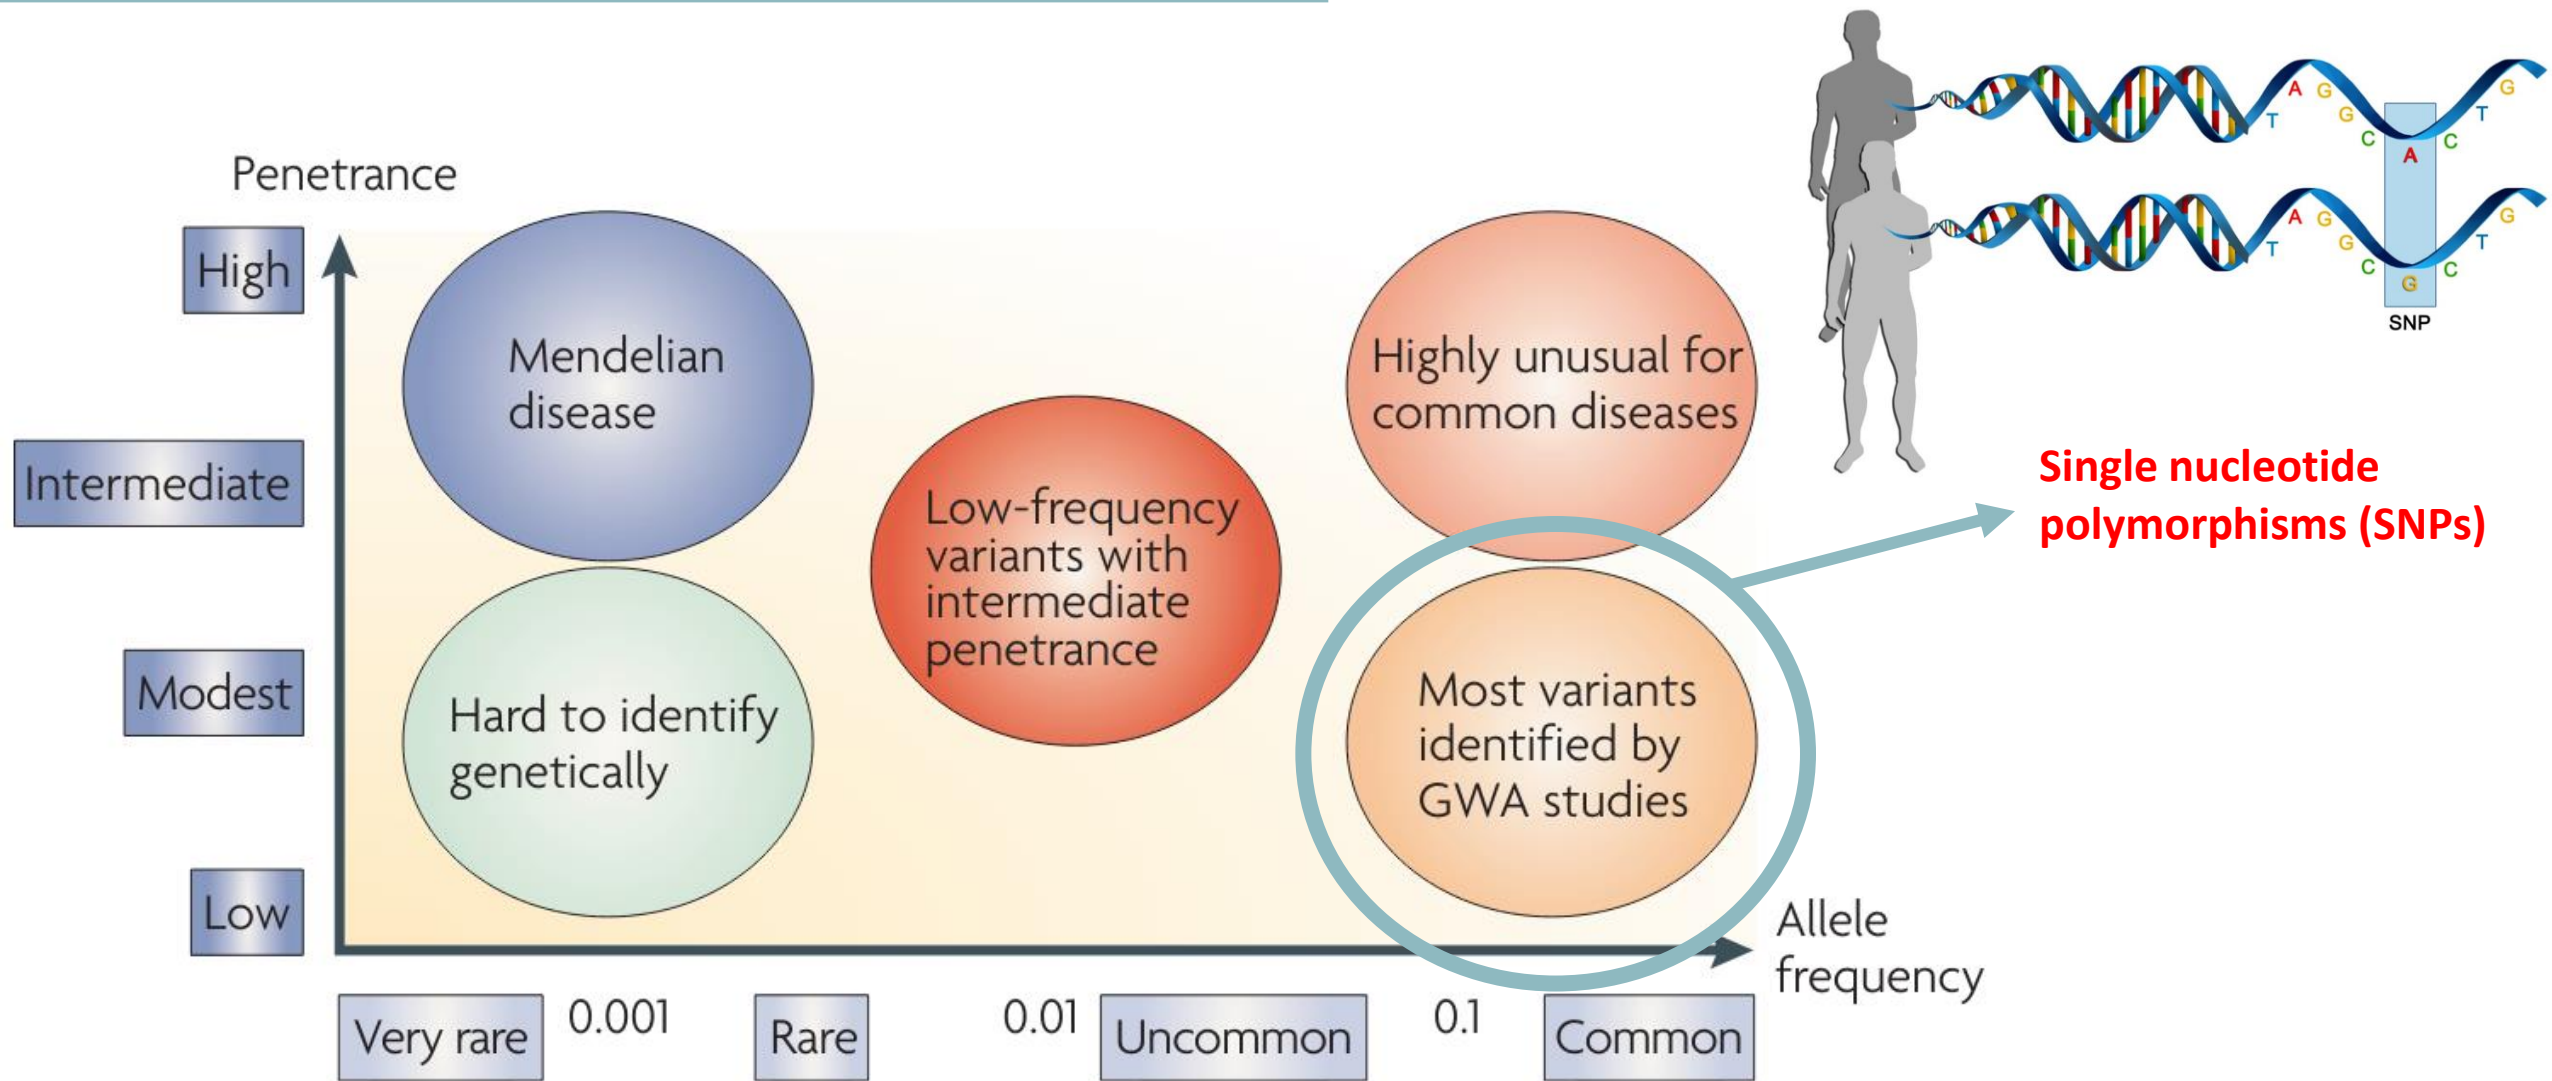 Penetrance
High
Intermediate
Modest
Low
Mendelian
disease
Hard to identify
genetically
Low-frequency
variants with
intermediate
penetrance
Highly unusual for
common diseases
Most variants
identified by
GWA studies
Allele
frequency
Very rare
0.001
Rare
0.01
Uncommon
0.1
Common
T A G G C A C T G
T A G G C G C T G
SNP
Single nucleotide
polymorphisms (SNPs)